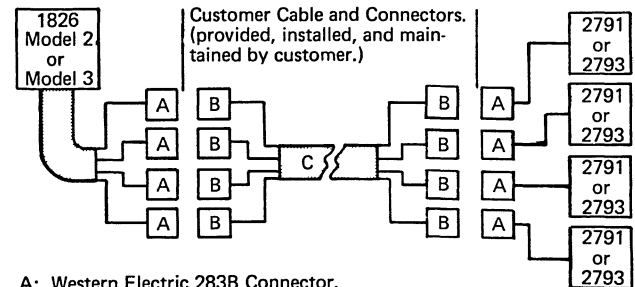 1826
Model 2
or
Model 3
Customer Cable and Connectors.
(provided, installed, and main-
tained by customer.)
2791
or
2793
A B B A
2791
or
2793
A B C B A
2791
or
2793
A B B A
A B B A
2791
or
2793
A: Western Electric 283B Connector.